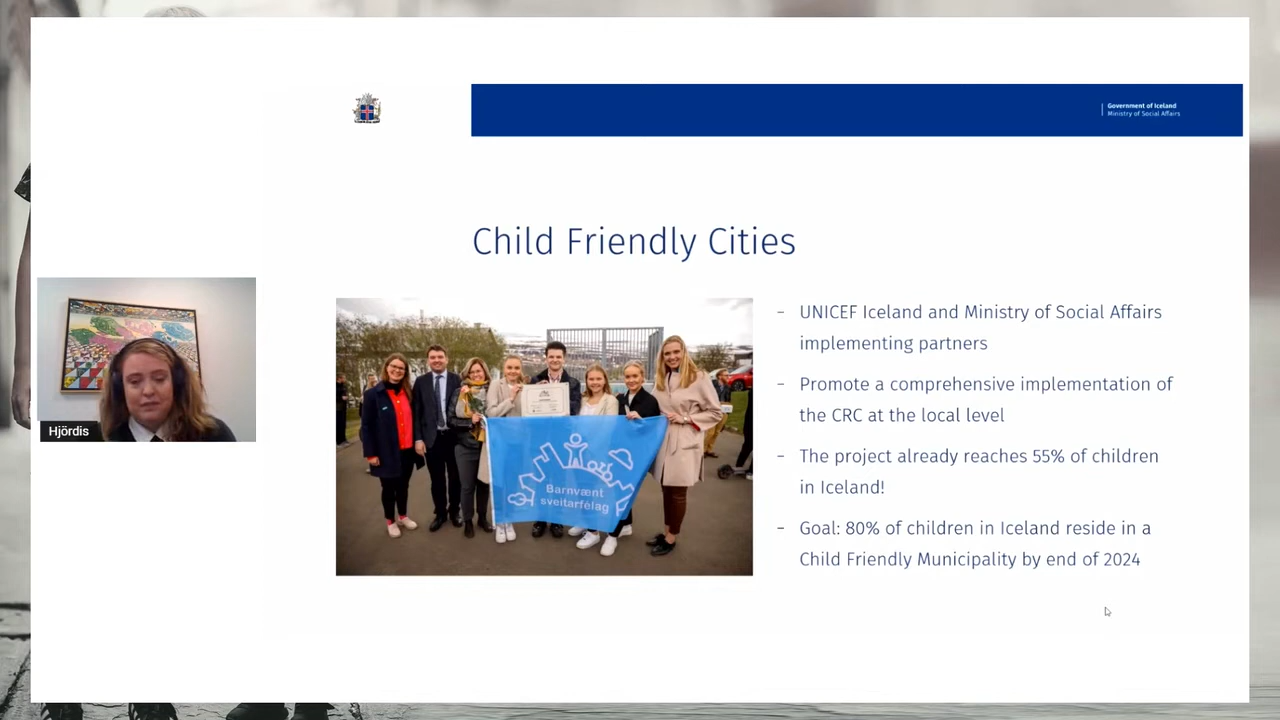 Government of Iceland
Ministry of Social Affairs
Child Friendly Cities
- UNICEF Iceland and Ministry of Social Affairs
implementing partners
- Promote a comprehensive implementation of
the CRC at the local level
- The project already reaches 55% of children
in Iceland!
- Goal: 80% of children in Iceland reside in a
Child Friendly Municipality by end of 2024
Barnvænt
sveitarfélag
Hjördis